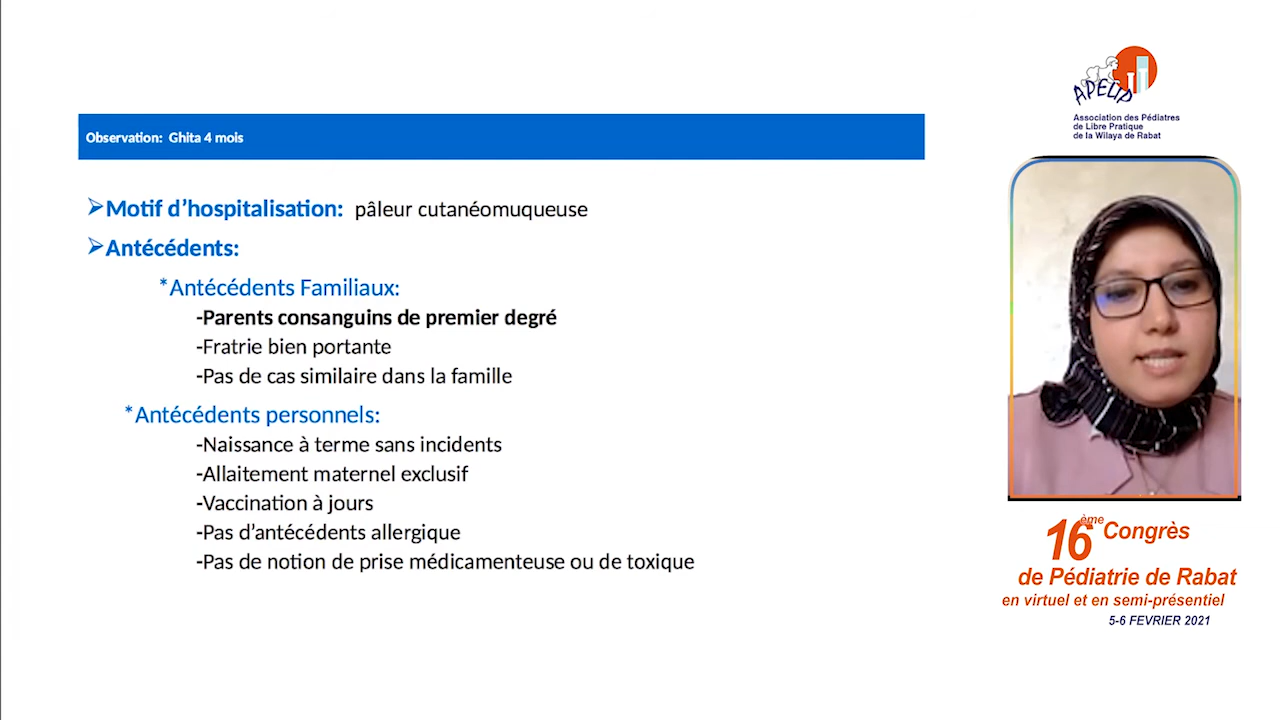 Observation: Ghita 4 mois
➢Motif d'hospitalisation: pâleur cutanéomuqueuse
➢Antécédents:
*Antécédents Familiaux:
-Parents consanguins de premier degré
-Fratrie bien portante
-Pas de cas similaire dans la famille
*Antécédents personnels:
-Naissance à terme sans incidents
-Allaitement maternel exclusif
-Vaccination à jours
-Pas d'antécédents allergique
-Pas de notion de prise médicamenteuse ou de toxique
APELIP
Association des Pédiatres
de Libre Pratique
de la Wilaya de Rabat
16ème Congrès
de Pédiatrie de Rabat
en virtuel et en semi-présentiel
5-6 FEVRIER 2021